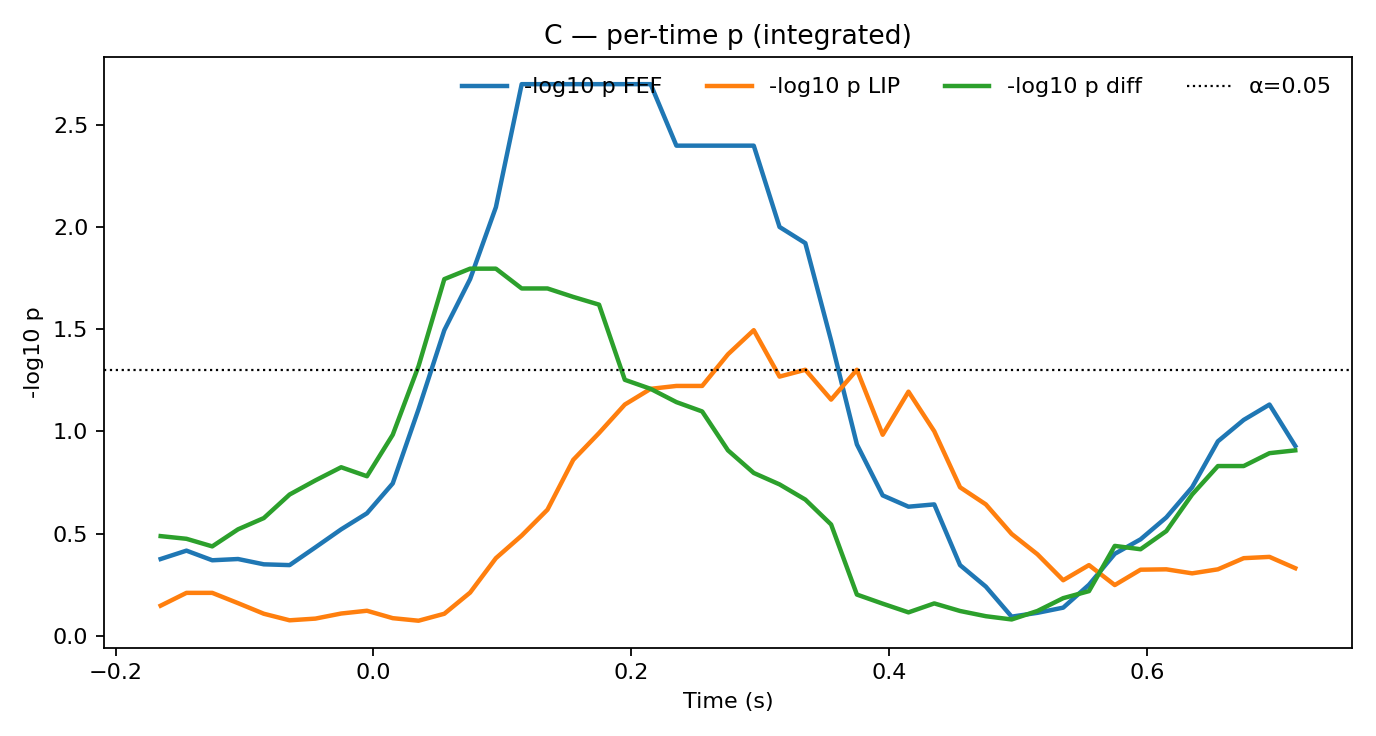 C — per-time p (integrated)
-log10 p FEF -log10 p LIP -log10 p diff α=0.05
2.5
2.0
1.5
1.0
0.5
0.0
-log10 p
−0.2 0.0 0.2 0.4 0.6
Time (s)